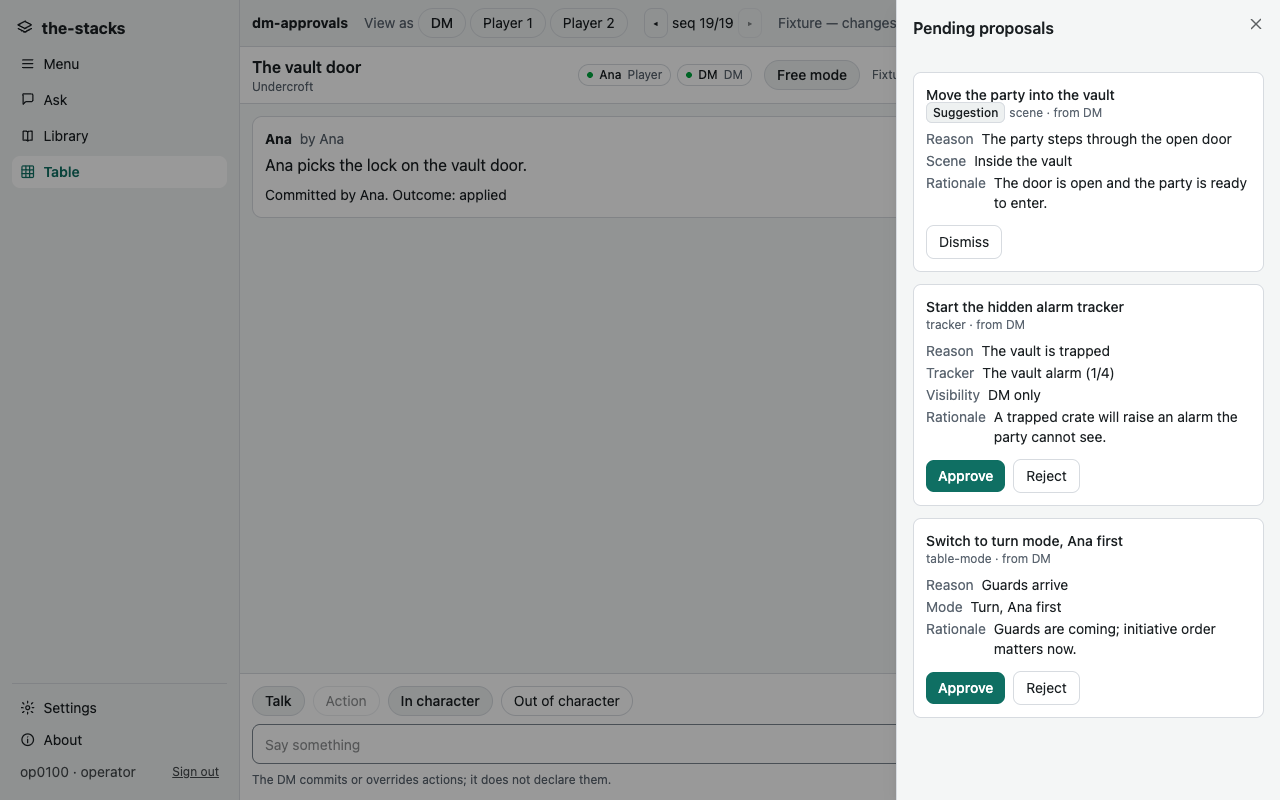 the-stacks
Menu
Ask
Library
Table
Settings
About
op0100 · operator Sign out
dm-approvals View as DM Player 1 Player 2 seq 19/19 Fixture — changes
The vault door
Undercroft
Ana Player DM DM Free mode
Ana by Ana
Ana picks the lock on the vault door.
Committed by Ana. Outcome: applied
Talk Action In character Out of character
Say something
The DM commits or overrides actions; it does not declare them.
Pending proposals
Move the party into the vault
Suggestion scene · from DM
Reason The party steps through the open door
Scene Inside the vault
Rationale The door is open and the party is ready
to enter.
Dismiss
Start the hidden alarm tracker
tracker · from DM
Reason The vault is trapped
Tracker The vault alarm (1/4)
Visibility DM only
Rationale A trapped crate will raise an alarm the
party cannot see.
Approve Reject
Switch to turn mode, Ana first
table-mode · from DM
Reason Guards arrive
Mode Turn, Ana first
Rationale Guards are coming; initiative order
matters now.
Approve Reject